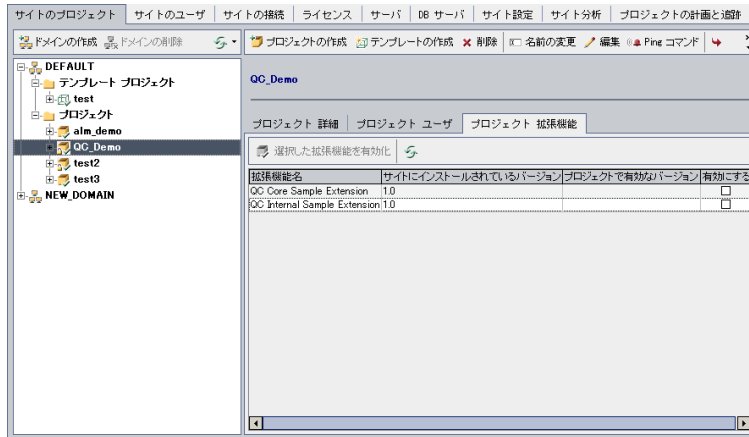 サイトのプロジェクト サイトのユーザ サイトの接続 ライセンス サーバ DB サーバ サイト設定 サイト分析 プロジェクトの計画と追跡
ドメインの作成 ドメインの削除
プロジェクトの作成 テンプレートの作成 削除 名前の変更 編集 Ping コマンド
DEFAULT
テンプレート プロジェクト
test
プロジェクト
alm_demo
QC_Demo
test2
test3
NEW_DOMAIN
QC_Demo
プロジェクト 詳細 プロジェクト ユーザ プロジェクト 拡張機能
選択した拡張機能を有効化
拡張機能名 サイトにインストールされているバージョン プロジェクトで有効なバージョン 有効にする
QC Core Sample Extension 1.0
QC Internal Sample Extension 1.0